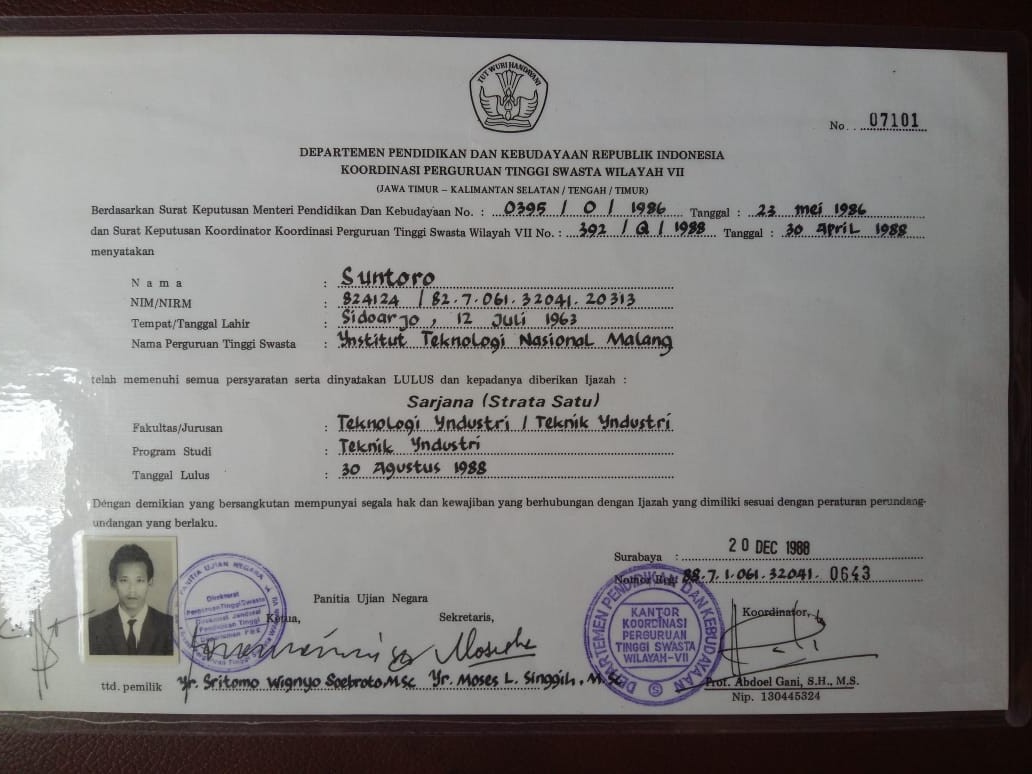 TUT WURI HANDAYANI
No. . 07101
DEPARTEMEN PENDIDIKAN DAN KEBUDAYAAN REPUBLIK INDONESIA
KOORDINASI PERGURUAN TINGGI SWASTA WILAYAH VII
(JAWA TIMUR – KALIMANTAN SELATAN / TENGAH / TIMUR)
Berdasarkan Surat Keputusan Menteri Pendidikan Dan Kebudayaan No. : 0395 / 0 / 1986 Tanggal : 23 mei 1986
dan Surat Keputusan Koordinator Koordinasi Perguruan Tinggi Swasta Wilayah VII No. : 392 / Q / 1988 Tanggal : 30 April 1988
menyatakan
N a m a : Suntoro
NIM/NIRM : 824124 / 82.7.061.32041.20313
Tempat/Tanggal Lahir : Sidoarjo, 12 Juli 1963
Nama Perguruan Tinggi Swasta : Ynstitut Teknologi Nasional Malang
telah memenuhi semua persyaratan serta dinyatakan LULUS dan kepadanya diberikan Ijazah :
Sarjana (Strata Satu)
Fakultas/Jurusan : Teknologi Yndustri / Teknik Yndustri
Program Studi : Teknik Yndustri
Tanggal Lulus : 30 Agustus 1988
Dengan demikian yang bersangkutan mempunyai segala hak dan kewajiban yang berhubungan dengan Ijazah yang dimiliki sesuai dengan peraturan perundang-
undangan yang berlaku.
Surabaya : 20 DEC 1988
Nomor Reg. 88.7.1.061.32041. 0643
Panitia Ujian Negara
Ketua, Sekretaris,
Koordinator,
PANITIA UJIAN NEGARA
Direktorat
Perguruan Tinggi Swasta
Direktorat Jenderal
Pendidikan Tinggi
Departemen P&K
DEPARTEMEN PENDIDIKAN DAN KEBUDAYAAN
KANTOR
KOORDINASI
PERGURUAN
TINGGI SWASTA
WILAYAH-VII
ttd. pemilik
Yr. Sritomo Wignyo Soebroto, MSc Yr. Moses L. Singgih, M.Sc
Prof. Abdoel Gani, S.H., M.S.
Nip. 130445324